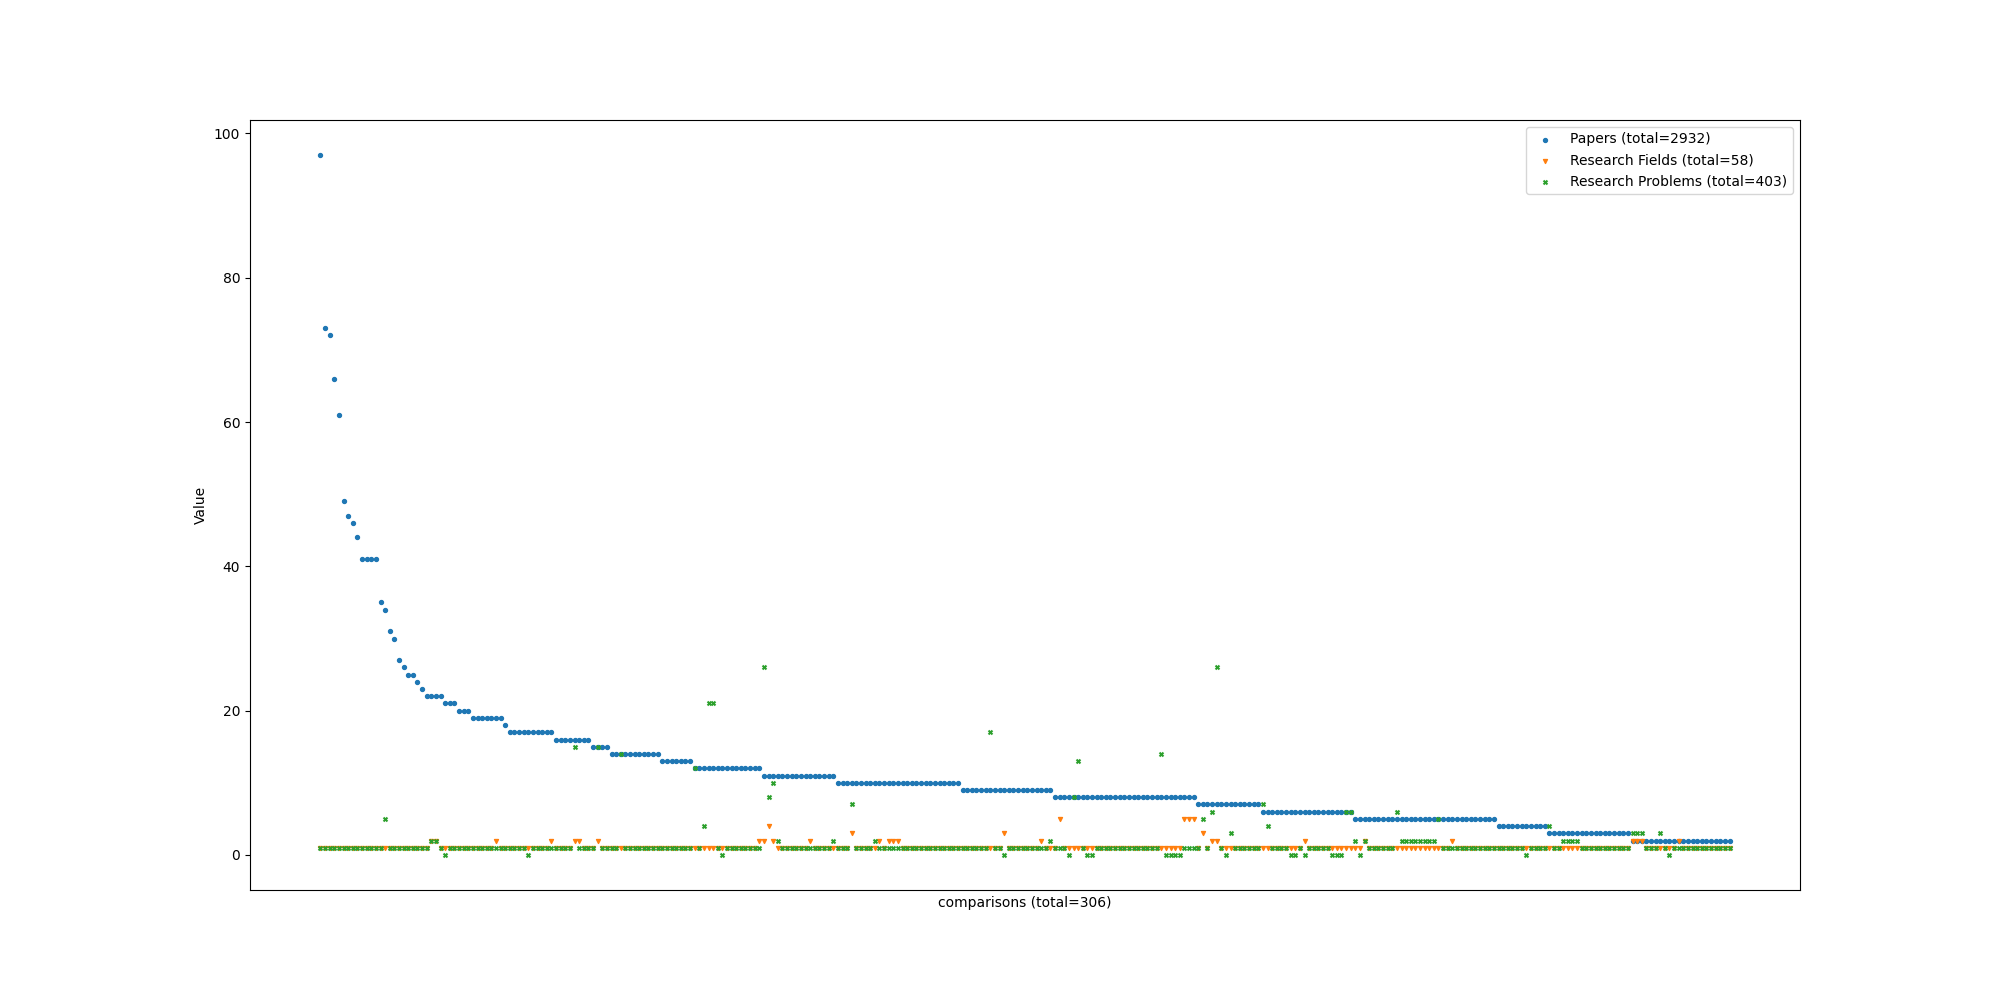 100
80
60
40
20
0
Value
Papers (total=2932)
Research Fields (total=58)
Research Problems (total=403)
comparisons (total=306)